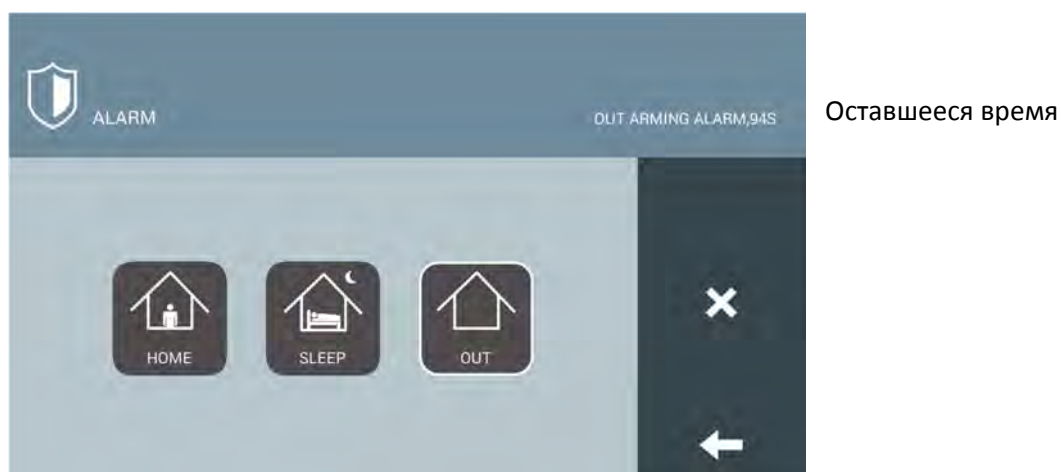 ALARM
OUT ARMING ALARM,94S
Оставшееся время
HOME
SLEEP
OUT